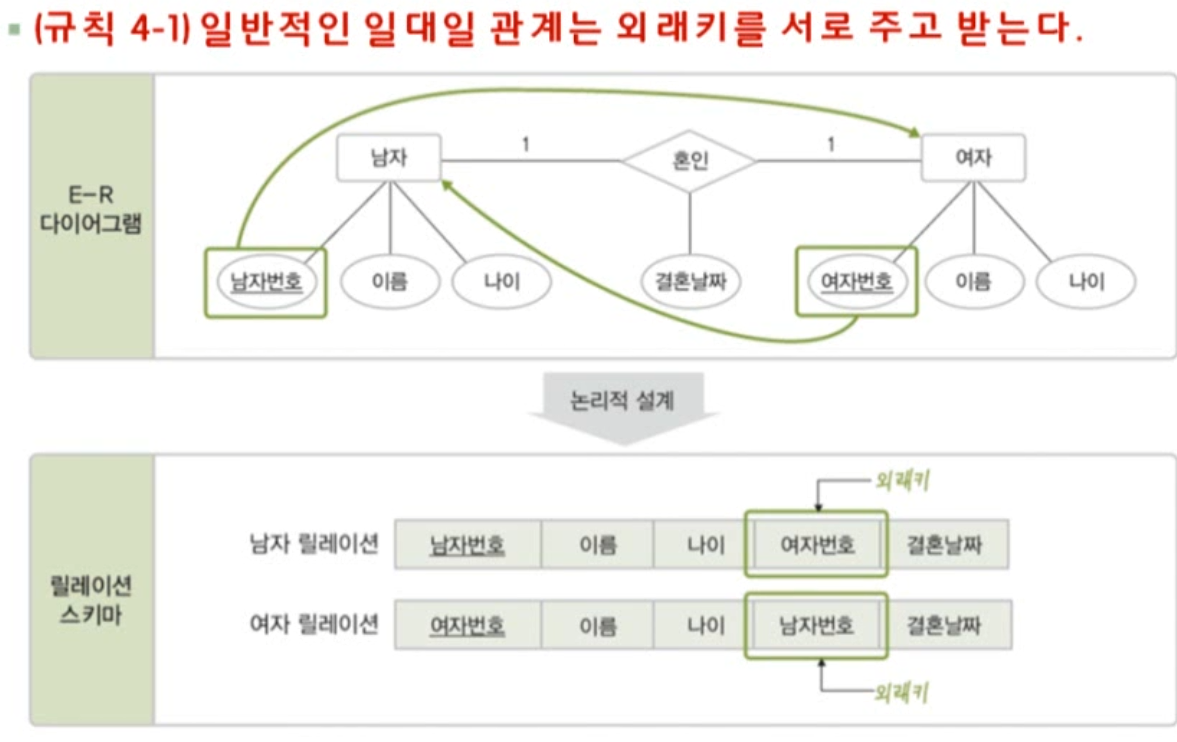 (규칙 4-1) 일반적인 일대일 관계는 외래키를 서로 주고 받는다.
E-R
다이어그램
남자
1
혼인
1
여자
남자번호
이름
나이
결혼날짜
여자번호
이름
나이
논리적 설계
릴레이션
스키마
외래키
남자 릴레이션 남자번호 이름 나이 여자번호 결혼날짜
여자 릴레이션 여자번호 이름 나이 남자번호 결혼날짜
외래키